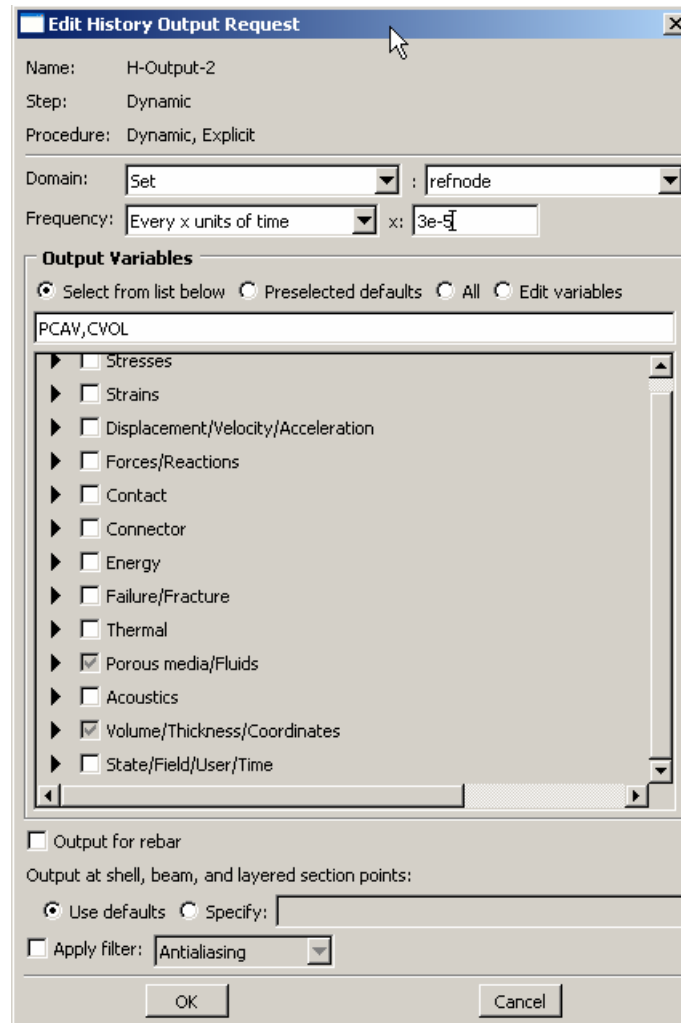 Edit History Output Request
Name: H-Output-2
Step: Dynamic
Procedure: Dynamic, Explicit
Domain: Set : refnode
Frequency: Every x units of time x: 3e-5
Output Variables
Select from list below Preselected defaults All Edit variables
PCAV,CVOL
Stresses
Strains
Displacement/Velocity/Acceleration
Forces/Reactions
Contact
Connector
Energy
Failure/Fracture
Thermal
Porous media/Fluids
Acoustics
Volume/Thickness/Coordinates
State/Field/User/Time
Output for rebar
Output at shell, beam, and layered section points:
Use defaults Specify:
Apply filter: Antialiasing
OK Cancel